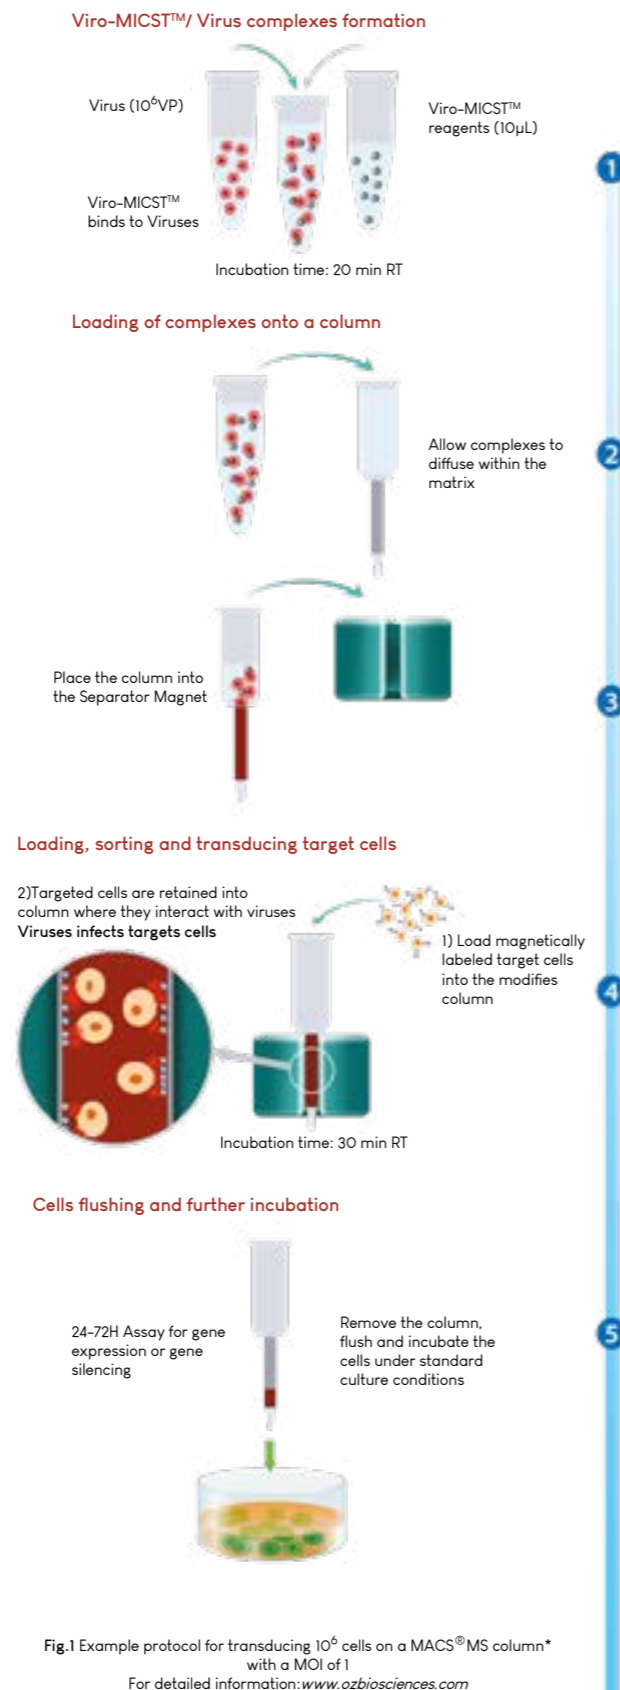 Viro-MICST™/ Virus complexes formation
Virus (10⁶VP)
Viro-MICST™
reagents (10µL)
1
Viro-MICST™
binds to Viruses
Incubation time: 20 min RT
Loading of complexes onto a column
Allow complexes to
diffuse within the
matrix
2
Place the column into
the Separator Magnet
3
Loading, sorting and transducing target cells
2)Targeted cells are retained into
column where they interact with viruses
Viruses infects targets cells
1) Load magnetically
labeled target cells
into the modifies
column
4
Incubation time: 30 min RT
Cells flushing and further incubation
24-72H Assay for gene
expression or gene
silencing
Remove the column,
flush and incubate the
cells under standard
culture conditions
5
Fig.1 Example protocol for transducing 10⁶ cells on a MACS®MS column*
with a MOI of 1
For detailed information:www.ozbiosciences.com